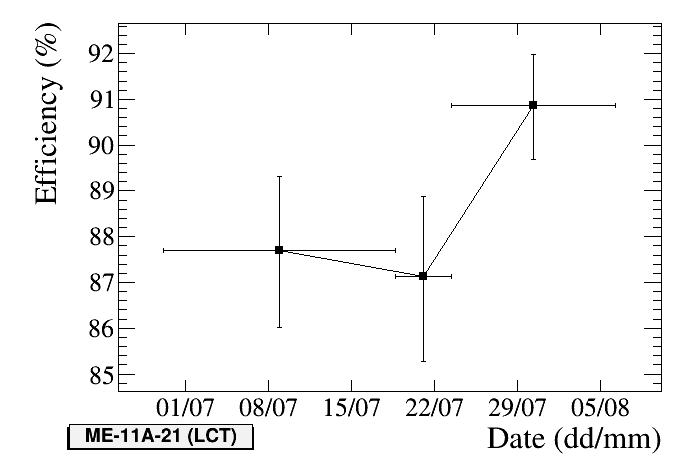 Efficiency (%)
92
91
90
89
88
87
86
85
01/07 08/07 15/07 22/07 29/07 05/08
ME-11A-21 (LCT)
Date (dd/mm)